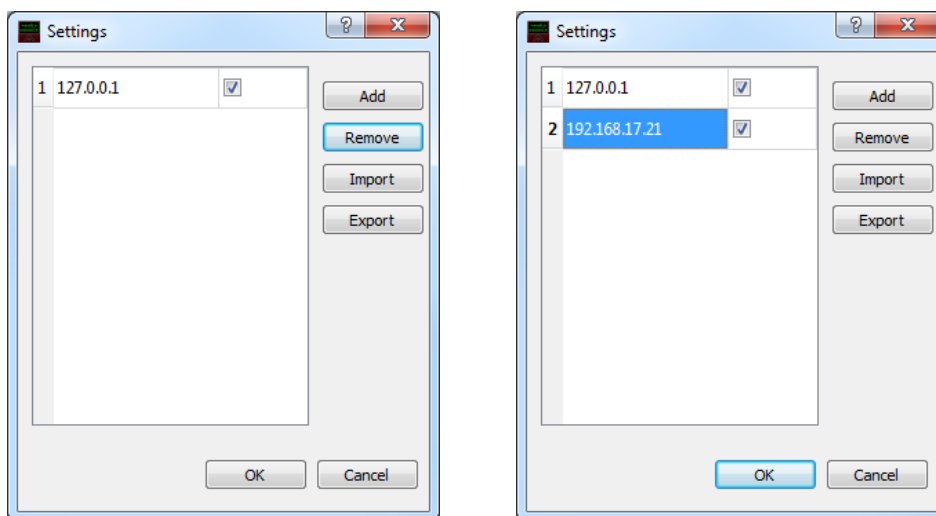 Settings
1 127.0.0.1
Add
Remove
Import
Export
OK Cancel
Settings
1 127.0.0.1
2 192.168.17.21
Add
Remove
Import
Export
OK Cancel